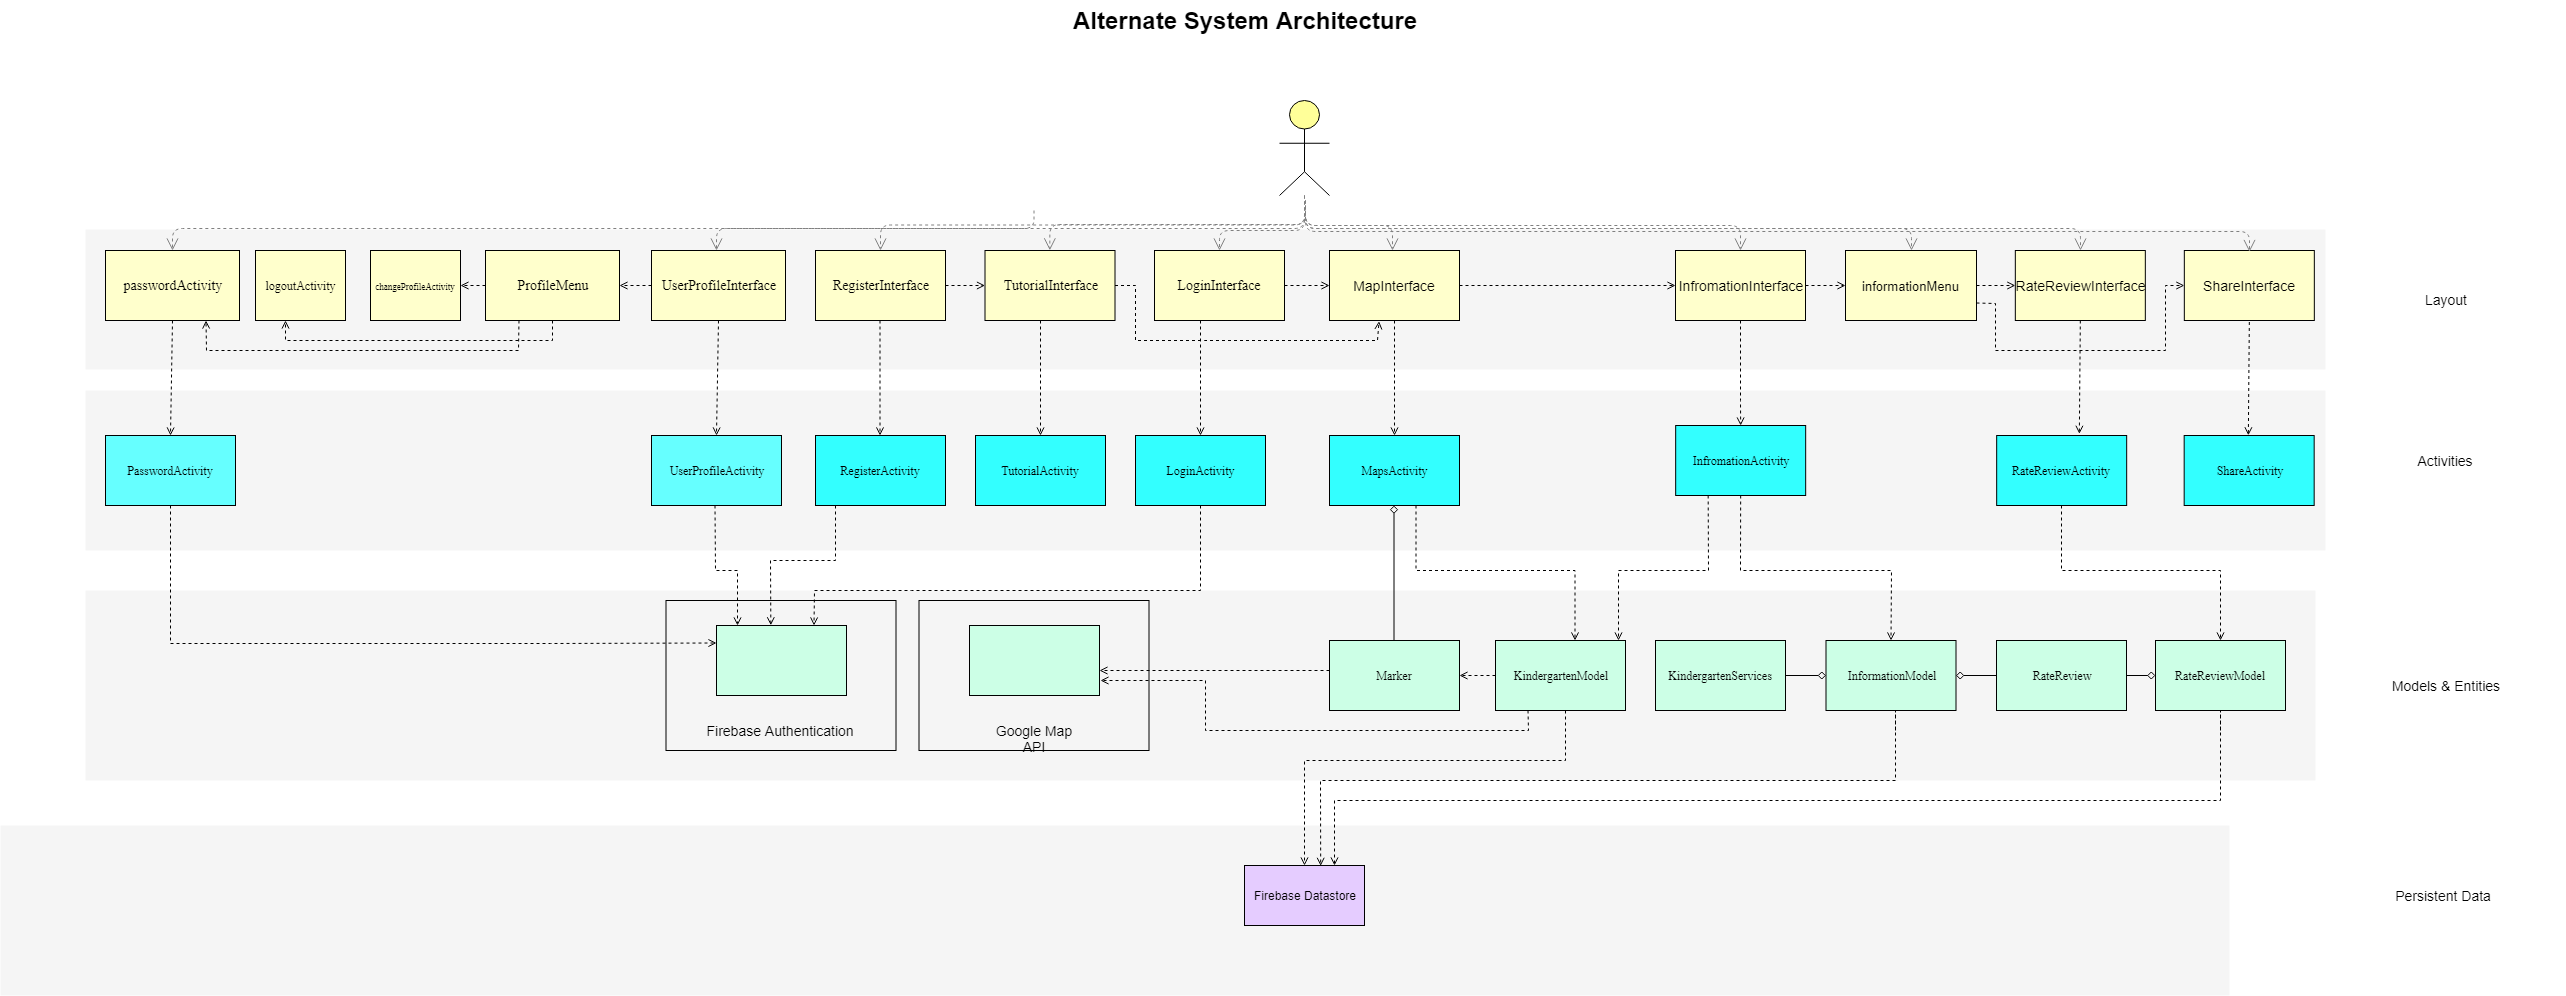 Alternate System Architecture
passwordActivity
logoutActivity
changeProfileActivity
ProfileMenu
UserProfileInterface
RegisterInterface
TutorialInterface
LoginInterface
MapInterface
InfromationInterface
informationMenu
RateReviewInterface
ShareInterface
Layout
PasswordActivity
UserProfileActivity
RegisterActivity
TutorialActivity
LoginActivity
MapsActivity
InfromationActivity
RateReviewActivity
ShareActivity
Activities
Marker
KindergartenModel
KindergartenServices
InformationModel
RateReview
RateReviewModel
Models & Entities
Firebase Authentication
Google Map
API
Firebase Datastore
Persistent Data